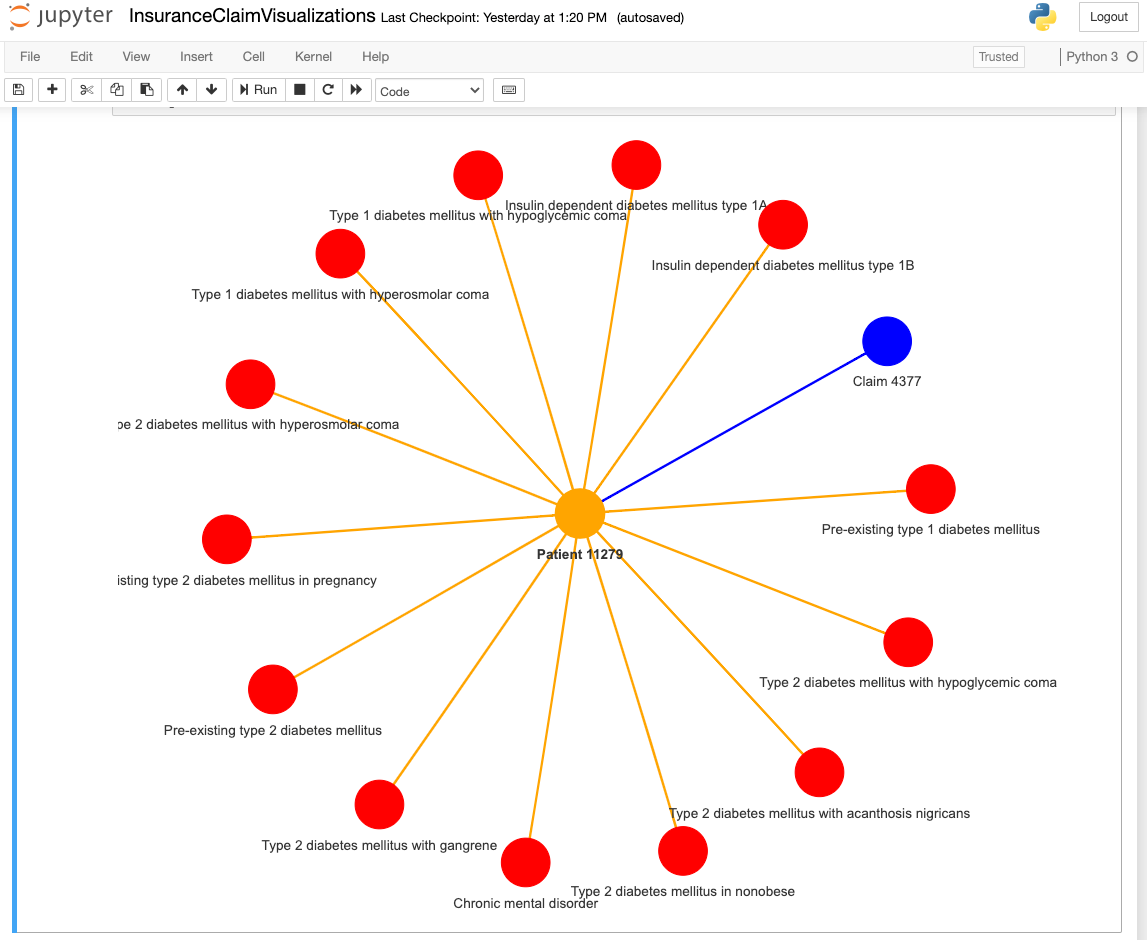 jupyter InsuranceClaimVisualizations Last Checkpoint: Yesterday at 1:20 PM (autosaved)
Logout
File Edit View Insert Cell Kernel Help
Trusted Python 3
Run
Code
Insulin dependent diabetes mellitus type 1A
Type 1 diabetes mellitus with hypoglycemic coma
Insulin dependent diabetes mellitus type 1B
Type 1 diabetes mellitus with hyperosmolar coma
Claim 4377
pe 2 diabetes mellitus with hyperosmolar coma
Pre-existing type 1 diabetes mellitus
Patient 11279
isting type 2 diabetes mellitus in pregnancy
Type 2 diabetes mellitus with hypoglycemic coma
Pre-existing type 2 diabetes mellitus
Type 2 diabetes mellitus with acanthosis nigricans
Type 2 diabetes mellitus with gangrene
Type 2 diabetes mellitus in nonobese
Chronic mental disorder